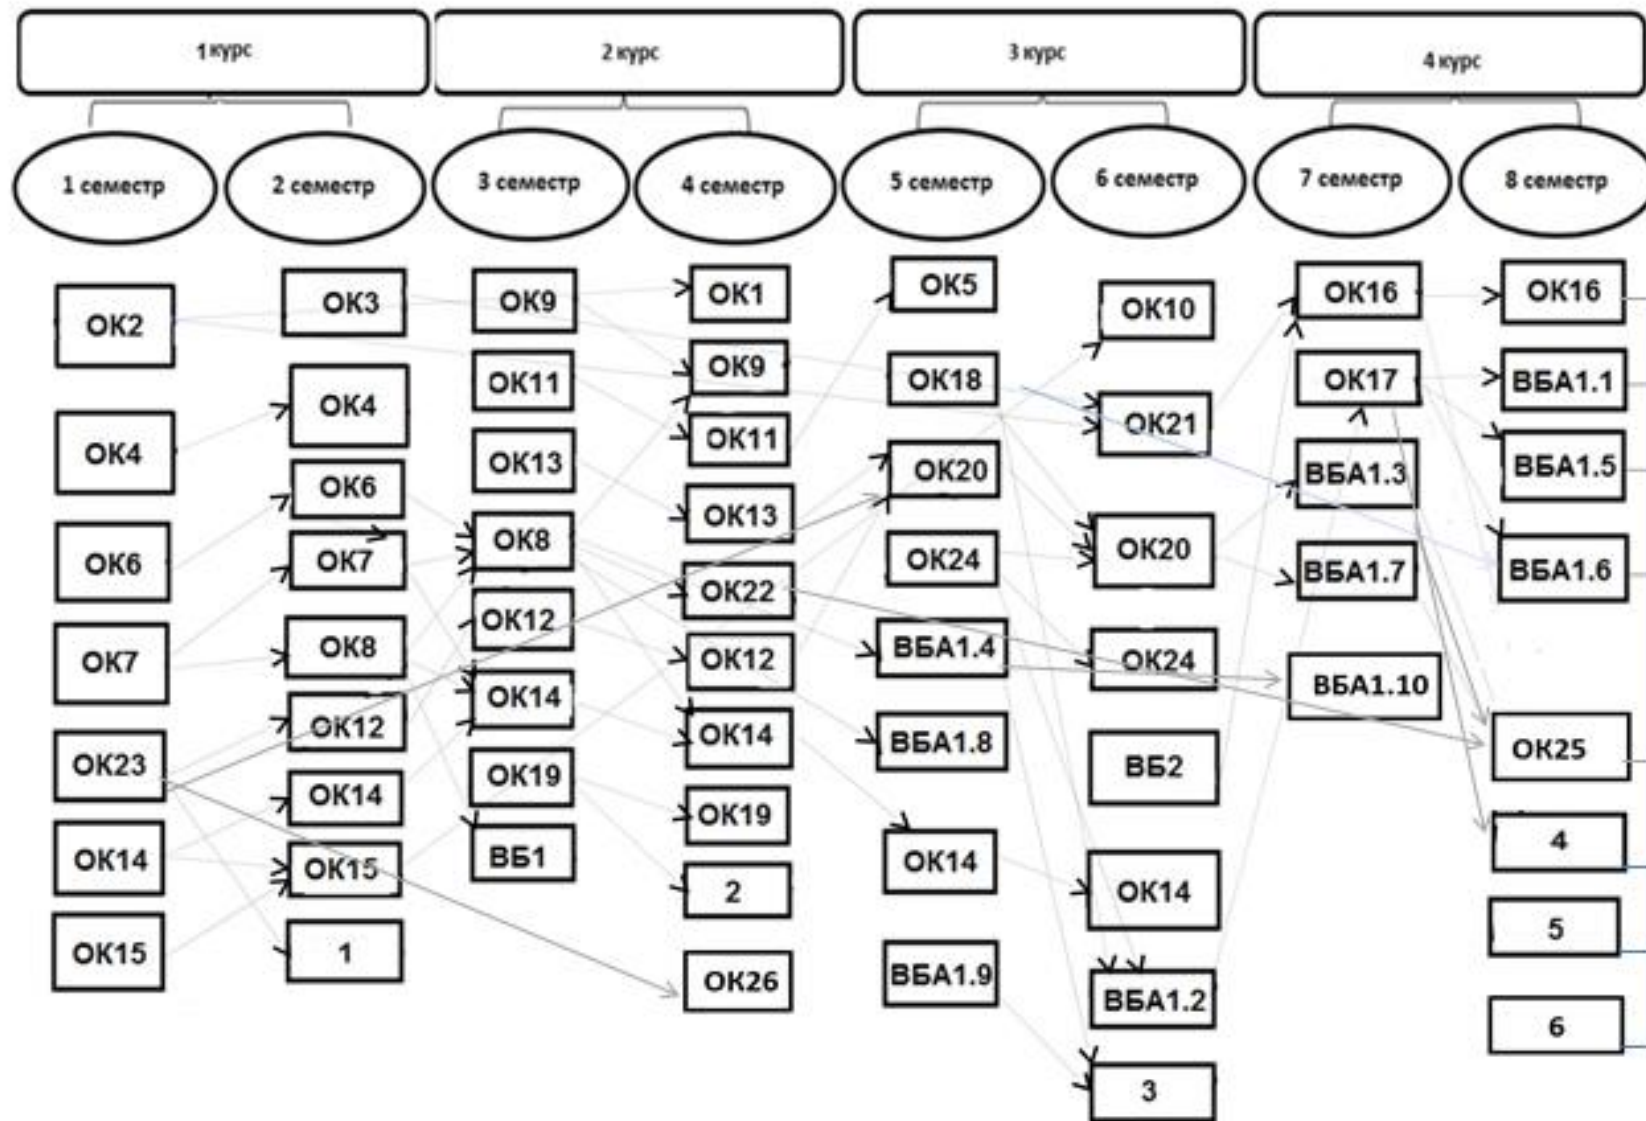 1 курс
2 курс
3 курс
4 курс
1 семестр
2 семестр
3 семестр
4 семестр
5 семестр
6 семестр
7 семестр
8 семестр
ОК2
ОК4
ОК6
ОК7
ОК23
ОК14
ОК15
ОК3
ОК4
ОК6
ОК7
ОК8
ОК12
ОК14
ОК15
1
ОК9
ОК11
ОК13
ОК8
ОК12
ОК14
ОК19
ВБ1
ОК1
ОК9
ОК11
ОК13
ОК22
ОК12
ОК14
ОК19
2
ОК26
ОК5
ОК18
ОК20
ОК24
ВБА1.4
ВБА1.8
ОК14
ВБА1.9
ОК10
ОК21
ОК20
ОК24
ВБ2
ОК14
ВБА1.2
3
ОК16
ОК17
ВБА1.3
ВБА1.7
ВБА1.10
ОК16
ВБА1.1
ВБА1.5
ВБА1.6
ОК25
4
5
6